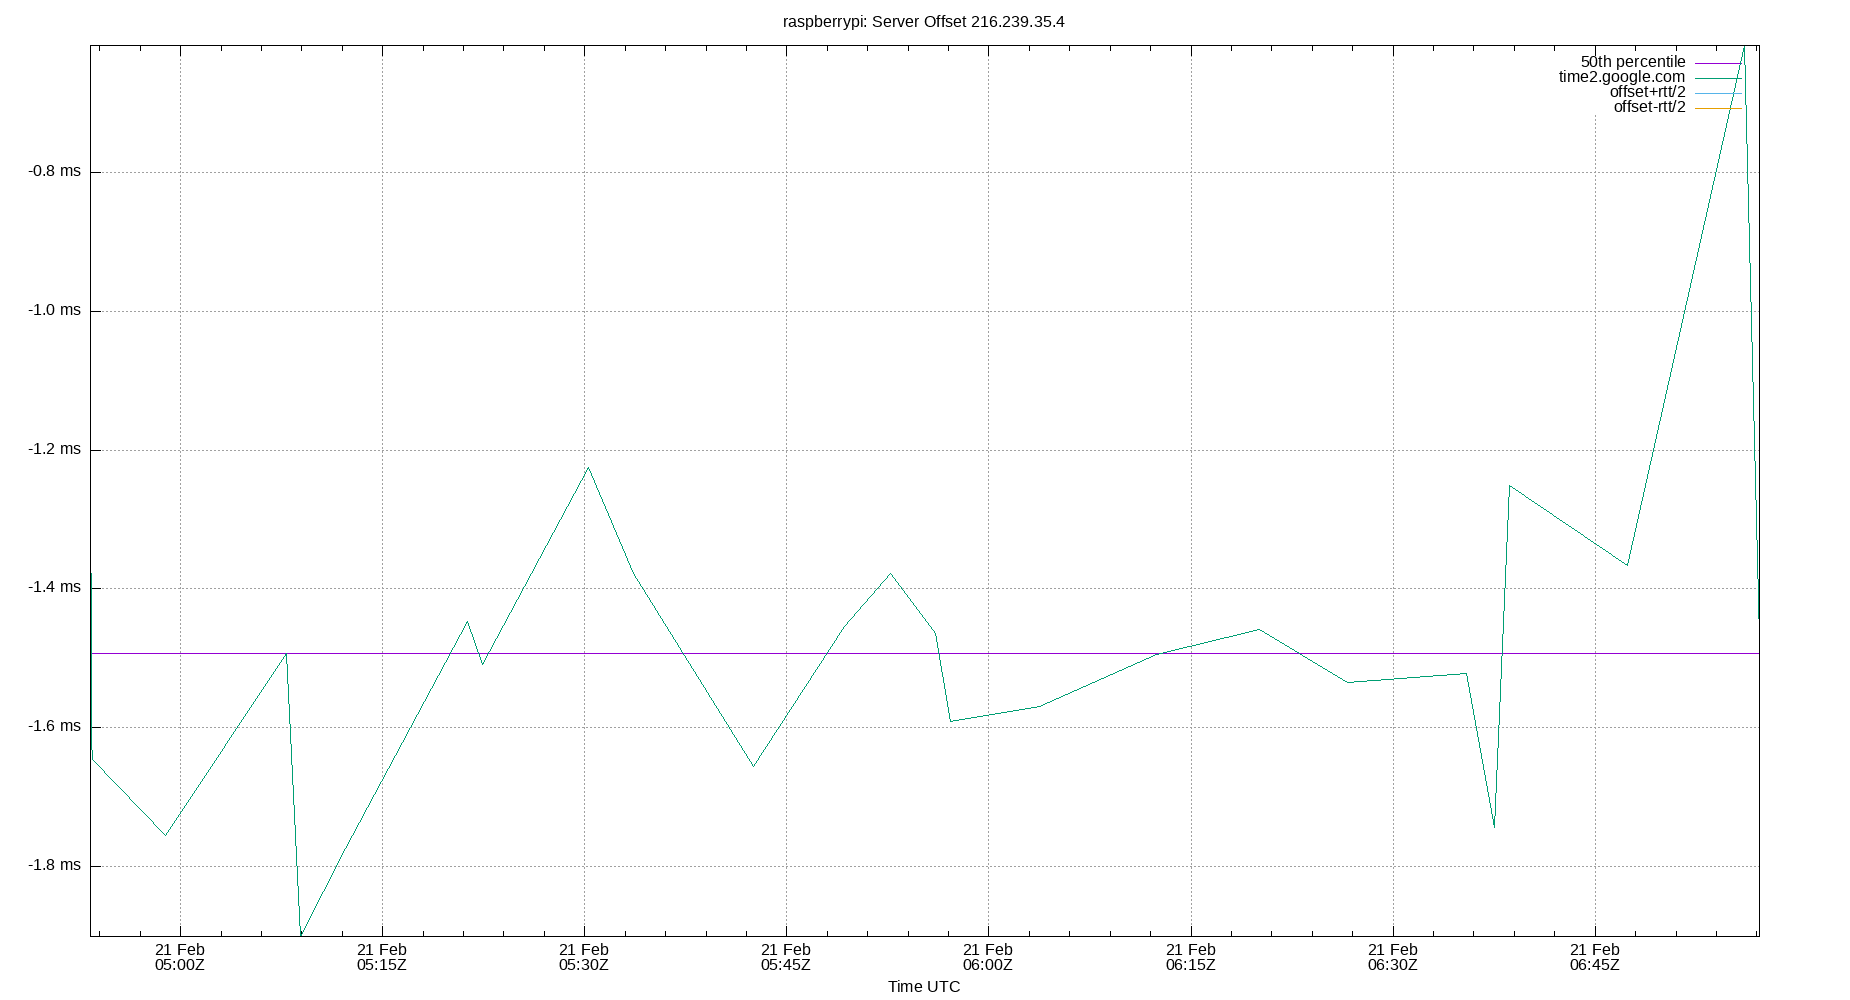 raspberrypi: Server Offset 216.239.35.4
50th percentile
time2.google.com
offset+rtt/2
offset-rtt/2
-0.8 ms
-1.0 ms
-1.2 ms
-1.4 ms
-1.6 ms
-1.8 ms
21 Feb 21 Feb 21 Feb 21 Feb 21 Feb 21 Feb 21 Feb 21 Feb
05:00Z 05:15Z 05:30Z 05:45Z 06:00Z 06:15Z 06:30Z 06:45Z
Time UTC